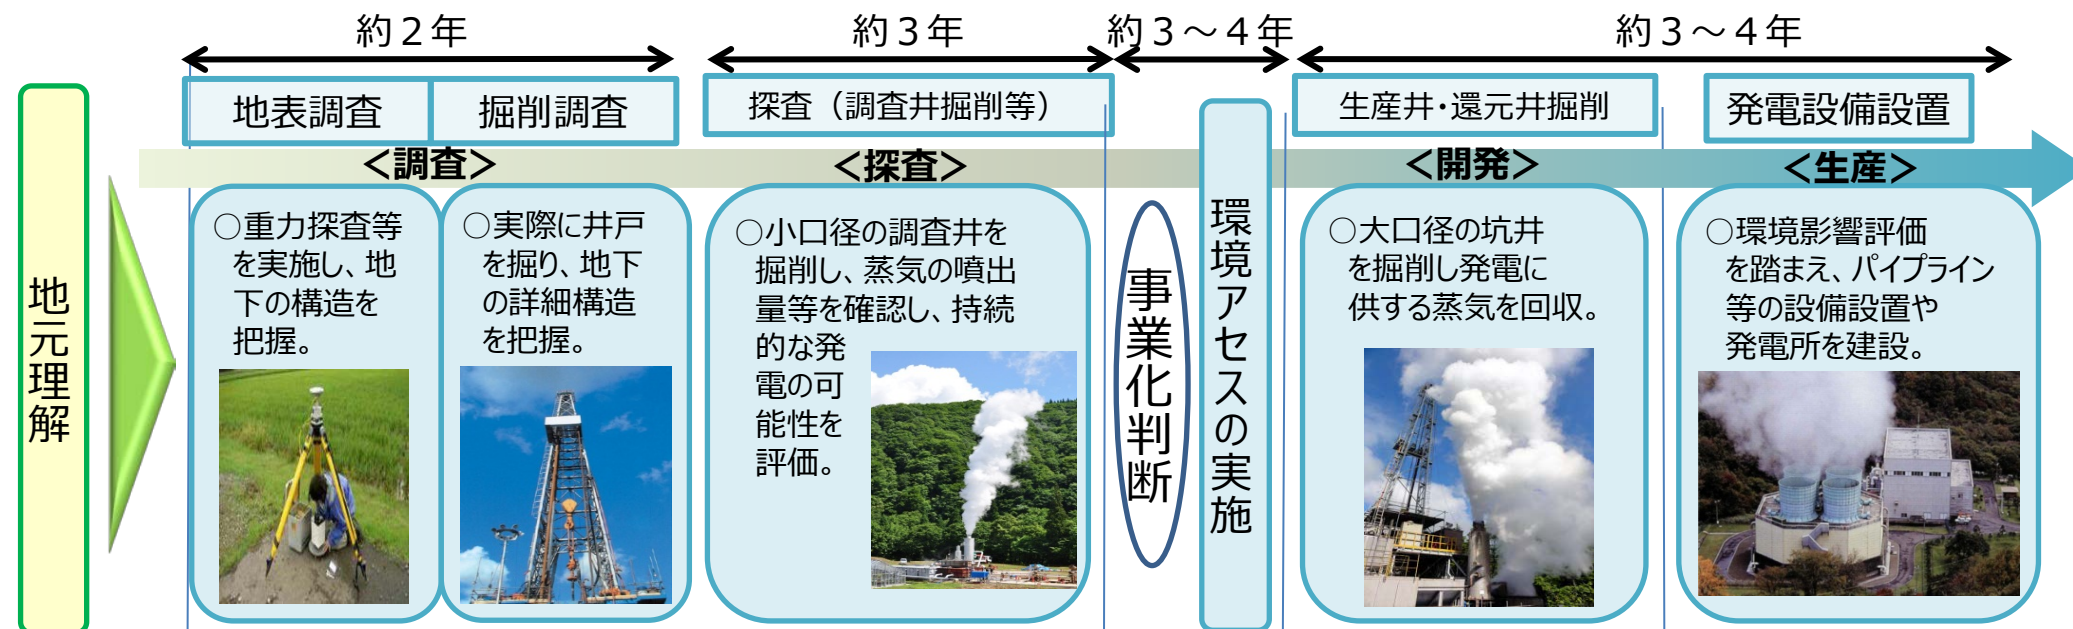 約２年
約３年
約３～４年
約３～４年
地元理解
地表調査
掘削調査
探査（調査井掘削等）
生産井・還元井掘削
発電設備設置
＜調査＞
＜探査＞
＜開発＞
＜生産＞
○重力探査等
を実施し、地
下の構造を
把握。
○実際に井戸
を掘り、地下
の詳細構造
を把握。
○小口径の調査井を
掘削し、蒸気の噴出
量等を確認し、持続
的な発
電の可
能性を
評価。
事業化判断
環境アセスの実施
○大口径の坑井
を掘削し発電に
供する蒸気を回収。
○環境影響評価
を踏まえ、パイプライン
等の設備設置や
発電所を建設。